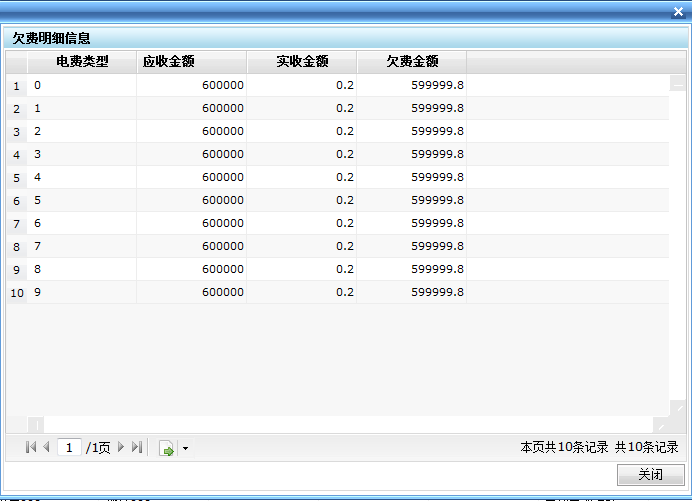 欠费明细信息
电费类型 应收金额 实收金额 欠费金额
1 0 600000 0.2 599999.8
2 1 600000 0.2 599999.8
3 2 600000 0.2 599999.8
4 3 600000 0.2 599999.8
5 4 600000 0.2 599999.8
6 5 600000 0.2 599999.8
7 6 600000 0.2 599999.8
8 7 600000 0.2 599999.8
9 8 600000 0.2 599999.8
10 9 600000 0.2 599999.8
1 /1页 本页共10条记录 共10条记录
关闭